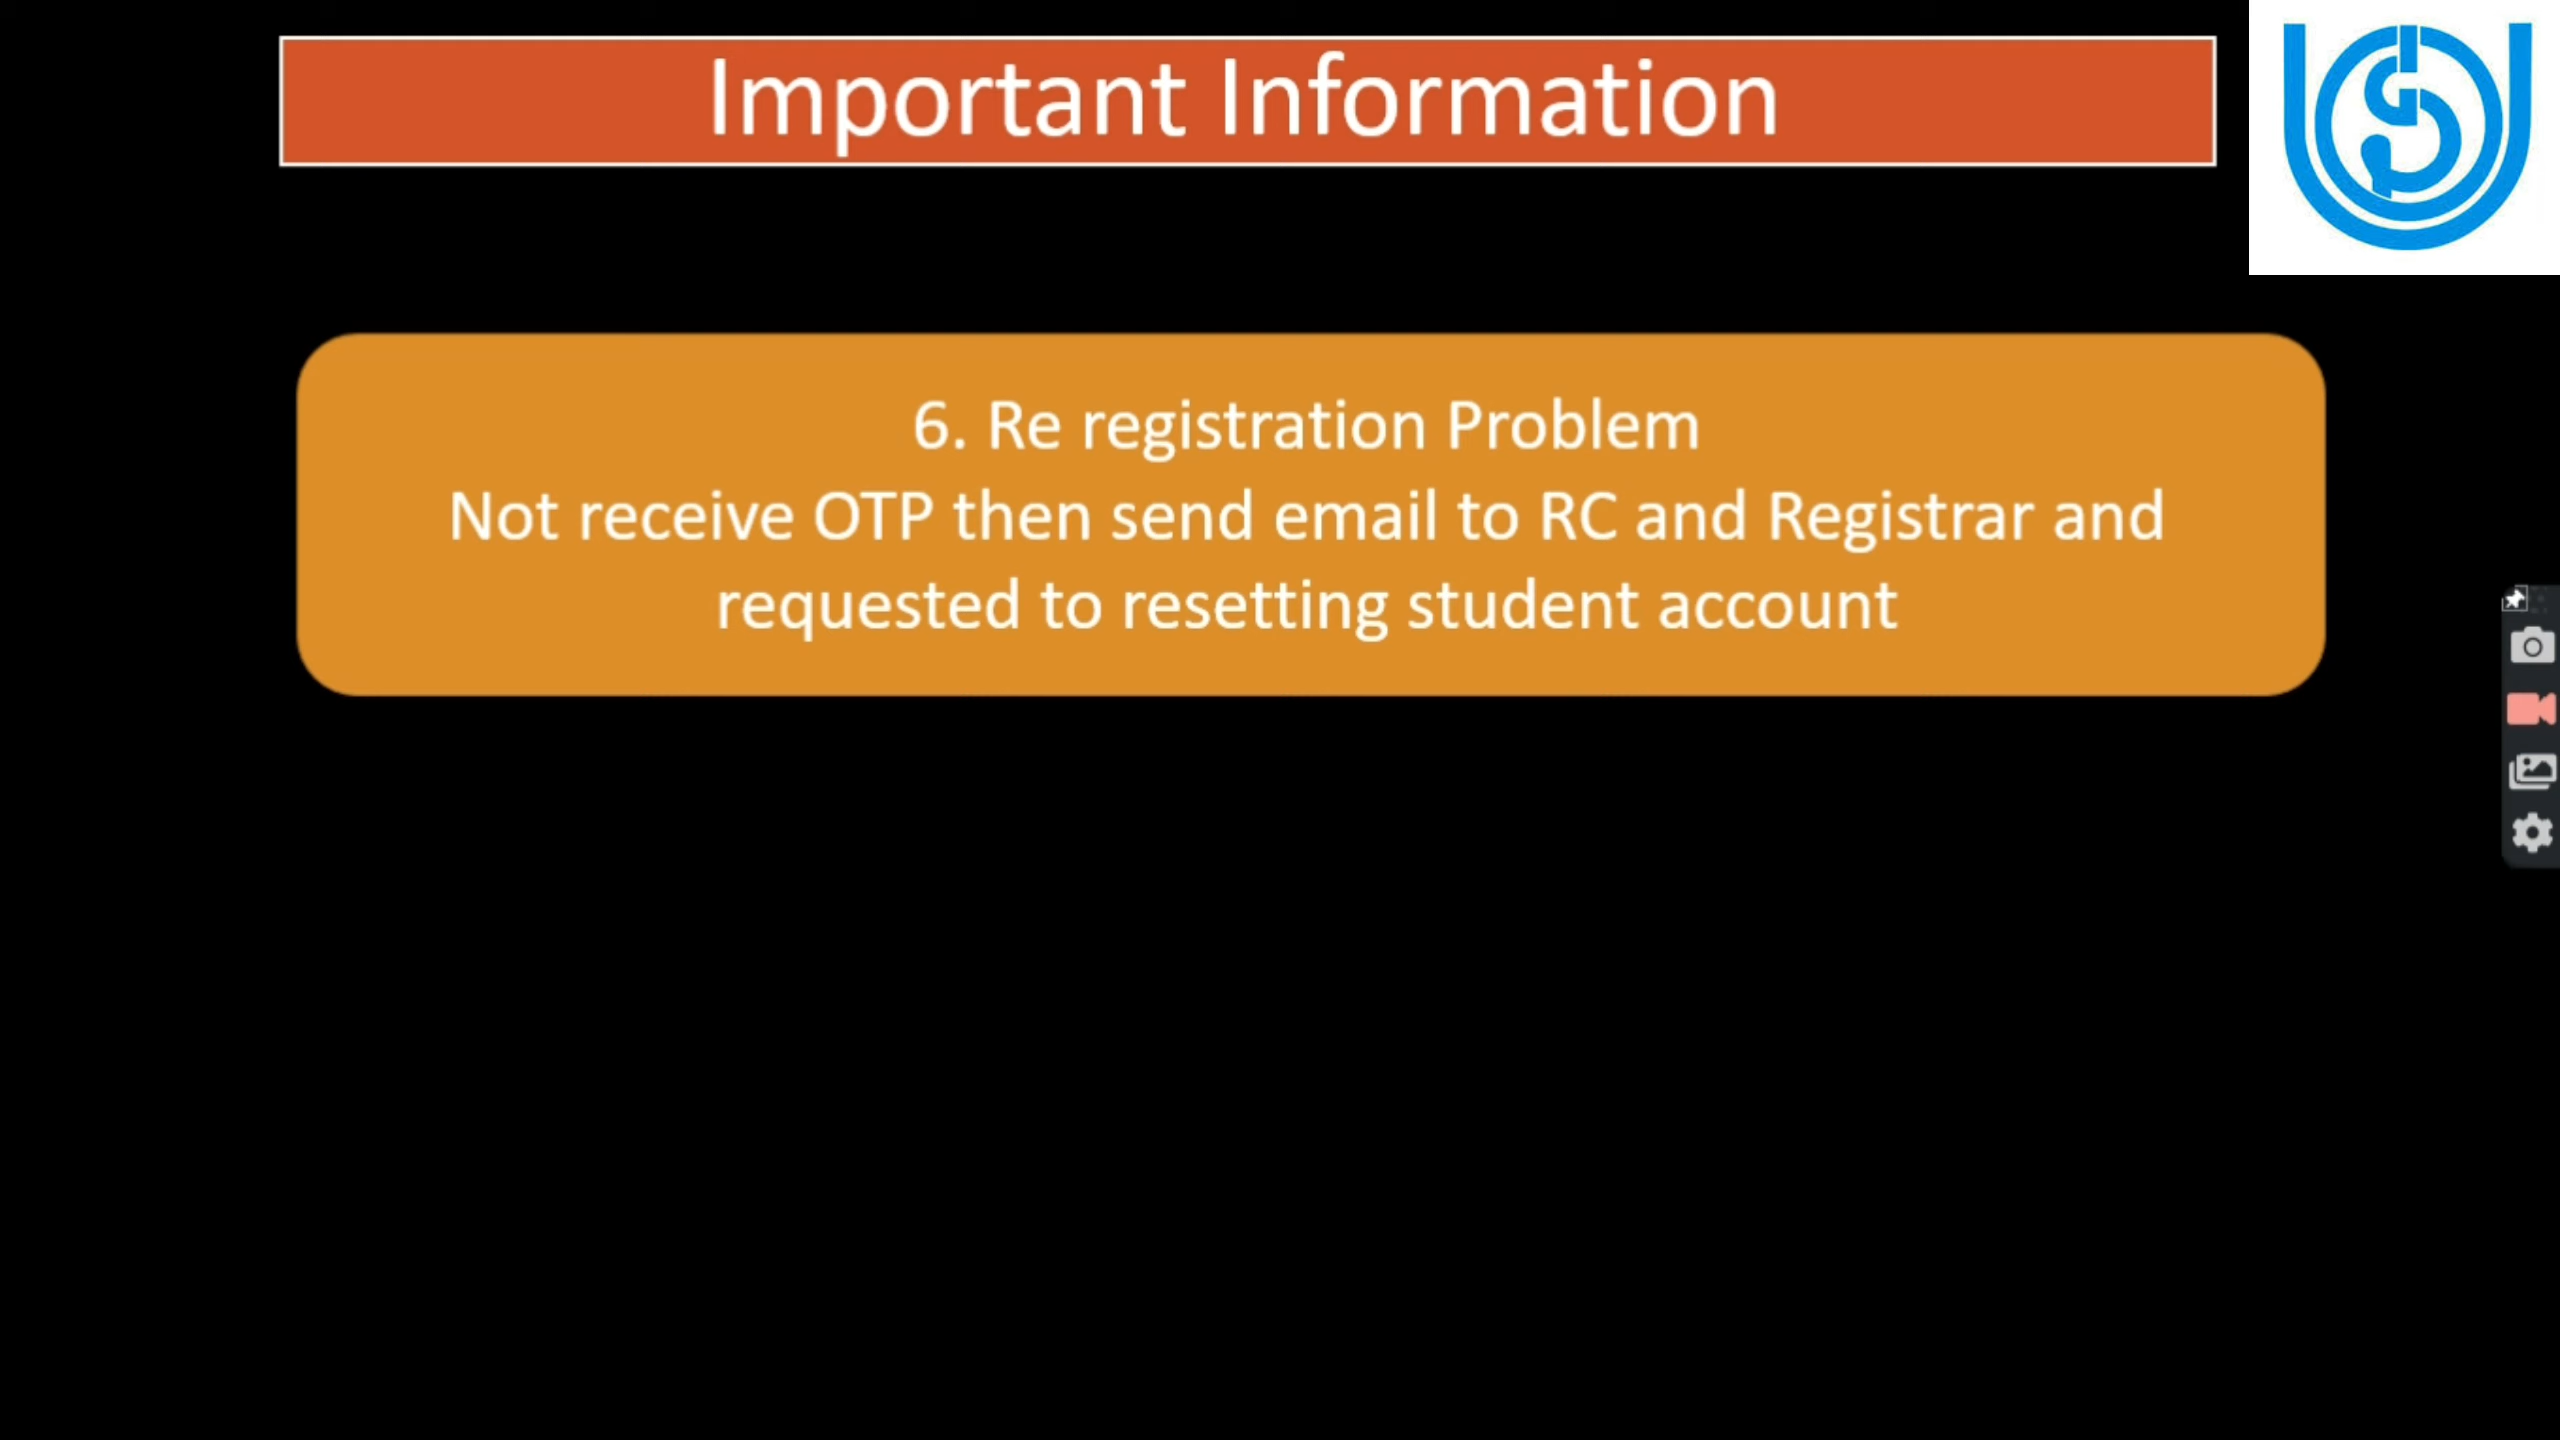 Important Information
6. Re registration Problem
Not receive OTP then send email to RC and Registrar and
requested to resetting student account